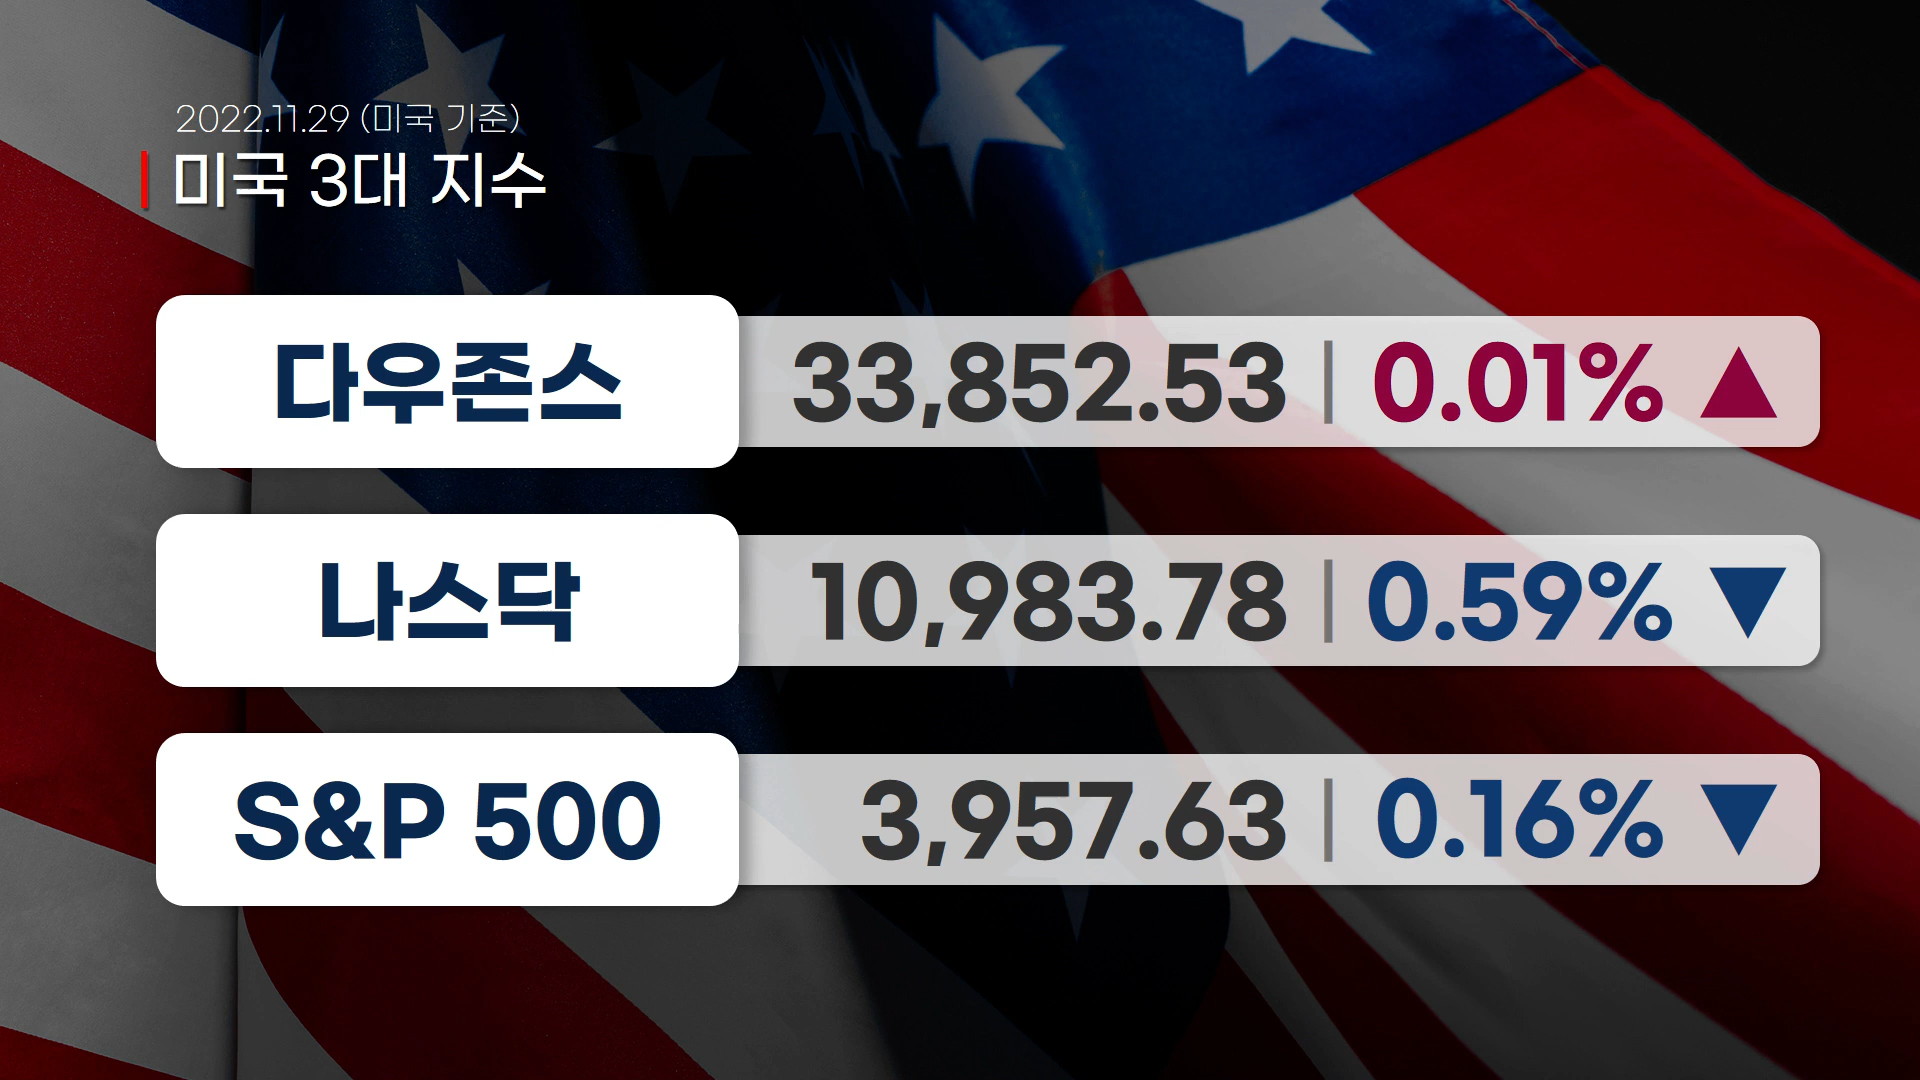 2022.11.29 (미국 기준)
미국 3대 지수
다우존스 33,852.53 | 0.01% ▲
나스닥 10,983.78 | 0.59% ▼
S&P 500 3,957.63 | 0.16% ▼